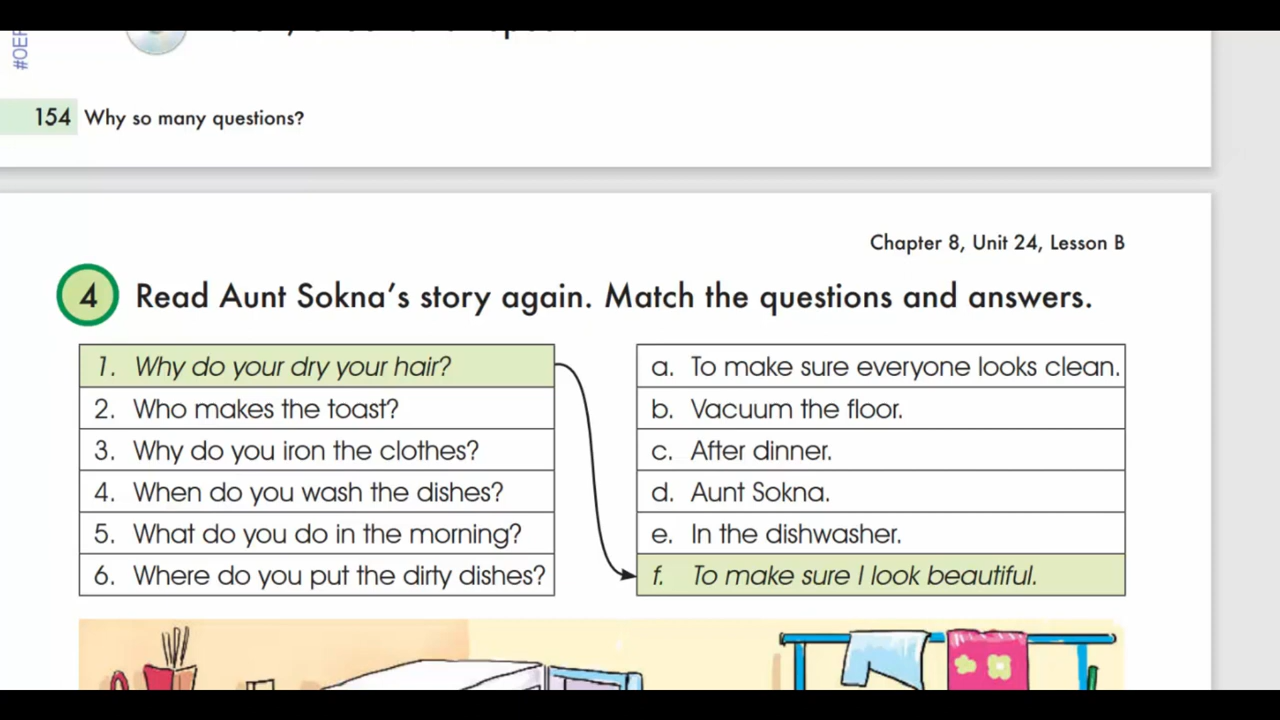 #OEF
154 Why so many questions?
Chapter 8, Unit 24, Lesson B
4 Read Aunt Sokna's story again. Match the questions and answers.
1. Why do your dry your hair?
2. Who makes the toast?
3. Why do you iron the clothes?
4. When do you wash the dishes?
5. What do you do in the morning?
6. Where do you put the dirty dishes?
a. To make sure everyone looks clean.
b. Vacuum the floor.
c. After dinner.
d. Aunt Sokna.
e. In the dishwasher.
f. To make sure I look beautiful.